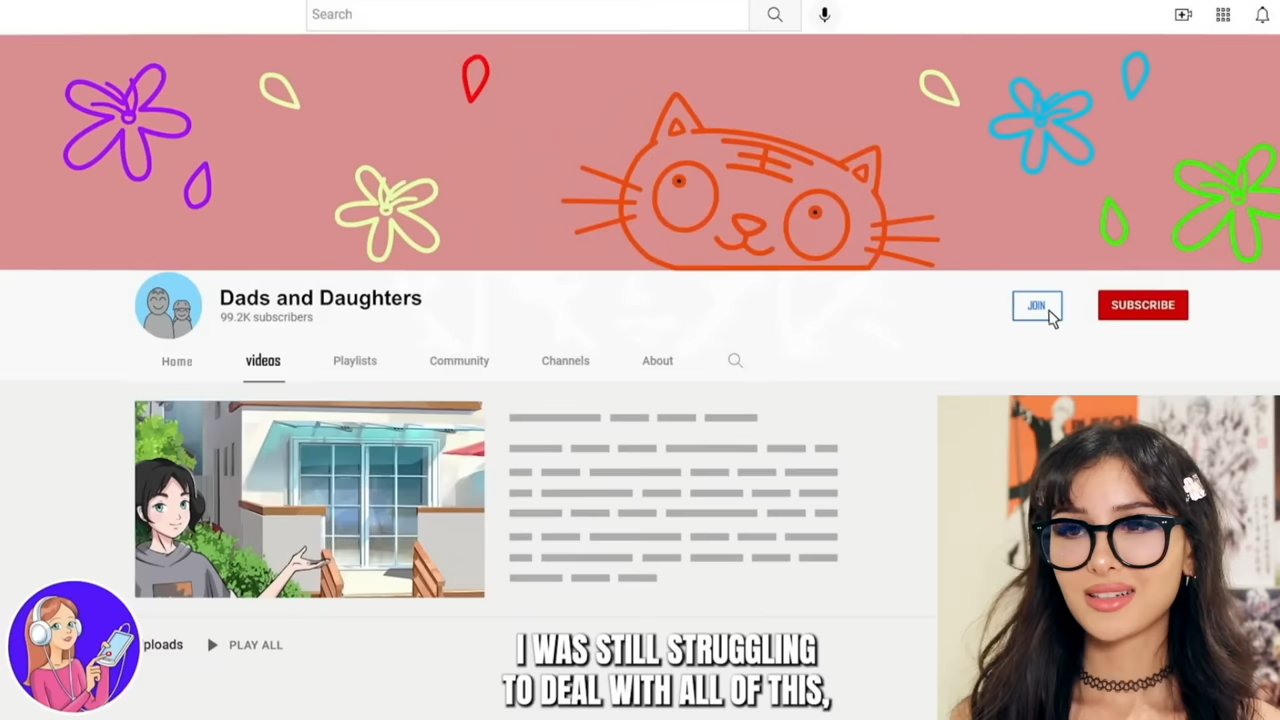 Search
Dads and Daughters
99.2K subscribers
JOIN
SUBSCRIBE
Home
videos
Playlists
Community
Channels
About
ploads
PLAY ALL
I WAS STILL STRUGGLING
TO DEAL WITH ALL OF THIS,